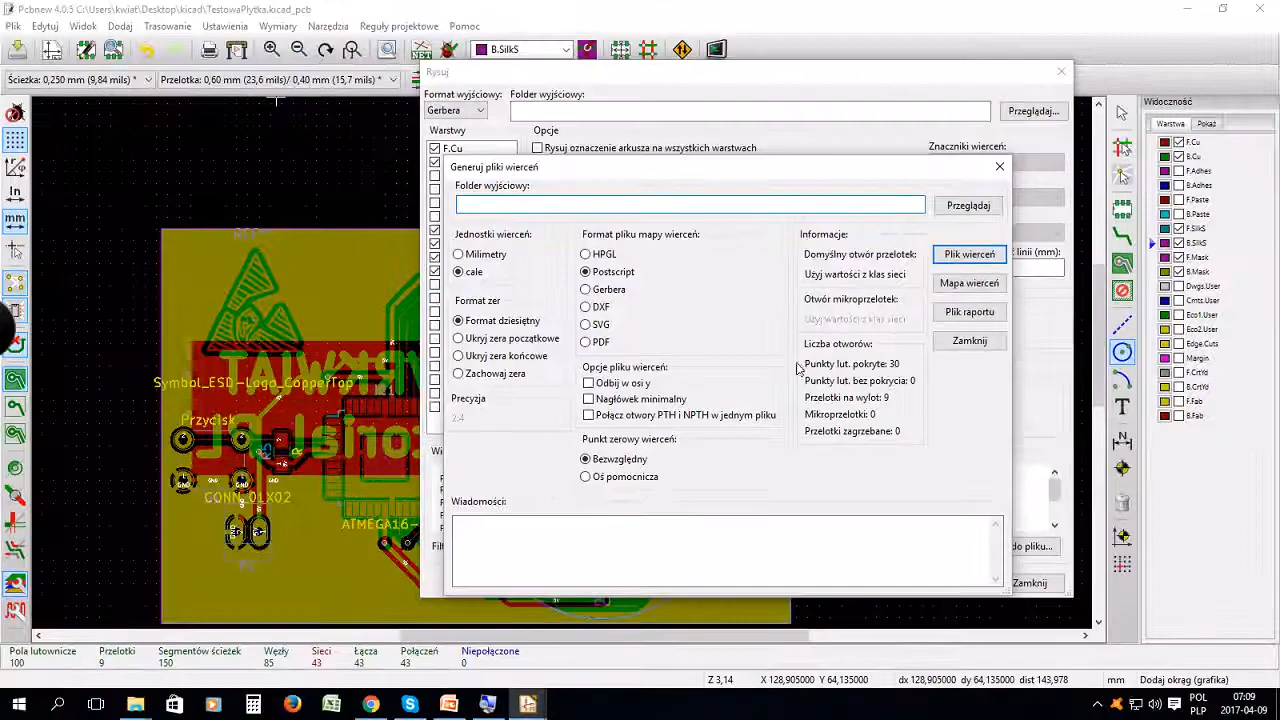 Pcbnew 4.0.5 C:\Users\kwiat\Desktop\kicad\TestowaPlytka.kicad_pcb
Plik Edytuj Widok Dodaj Trasowanie Ustawienia Wymiary Narzędzia Reguły projektowe Pomoc
NET
B.SilkS
Ścieżka: 0,250 mm (9,84 mils) *
Przelotka: 0,60 mm (23,6 mils)/ 0,40 mm (15,7 mils) *
In
mm
Rysuj
Format wyjściowy:
Folder wyjściowy:
Gerbera
Przeglądaj...
Warstwy
Opcje
F.Cu
Rysuj oznaczenie arkusza na wszystkich warstwach
Znaczniki wierceń:
linii (mm):
do pliku...
Zamknij
Generuj pliki wierceń
Folder wyjściowy:
Przeglądaj
Jednostki wierceń:
Milimetry
cale
Format zer
Format dziesiętny
Ukryj zera początkowe
Ukryj zera końcowe
Zachowaj zera
Precyzja
2.4
Format pliku mapy wierceń:
HPGL
Postscript
Gerbera
DXF
SVG
PDF
Opcje pliku wierceń:
Odbij w osi y
Nagłówek minimalny
Połącz otwory PTH i NPTH w jednym pliku
Punkt zerowy wierceń:
Bezwzględny
Oś pomocnicza
Informacje:
Domyślny otwór przelotek:
Użyj wartości z klas sieci
Otwór mikroprzelotek:
Użyj wartości z klas sieci
Liczba otworów:
Punkty lut. pokryte: 30
Punkty lut. bez pokrycia: 0
Przelotki na wylot: 9
Mikroprzelotki: 0
Przelotki zagrzebane: 0
Plik wierceń
Mapa wierceń
Plik raportu
Zamknij
Wiadomości:
Symbol_ESD-Logo_CopperTop
Przycisk
CONN_01X02
ATMEGA16-
GND
Widoczność
Warstwa Pokaż
F.Cu
B.Cu
F.Adhes
B.Adhes
F.Paste
B.Paste
F.SilkS
B.SilkS
F.Mask
B.Mask
Dwgs.User
Cmts.User
Eco1.User
Eco2.User
Edge.Cuts
Margin
F.CrtYd
B.CrtYd
F.Fab
B.Fab
Pola lutownicze Przelotki Segmentów ścieżek Węzły Sieci Łącza Połączeń Niepołączone
100 9 150 85 43 43 43 0
Z 3,14 X 128,905000 Y 64,135000 dx 128,905000 dy 64,135000 dist 143,978 mm Dodaj okrąg (grafika)
POL
PLP
07:09
2017-04-09